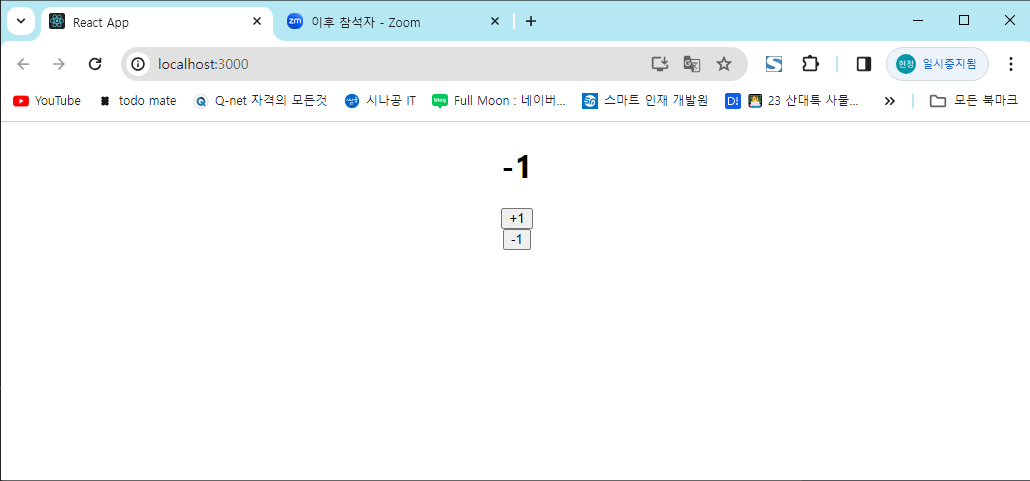 React App
이후 참석자 - Zoom
localhost:3000
현정 일시중지됨
YouTube
todo mate
Q-net 자격의 모든것
시나공 IT
Full Moon : 네이버...
스마트 인재 개발원
23 산대특 사물...
모든 북마크
-1
+1
-1